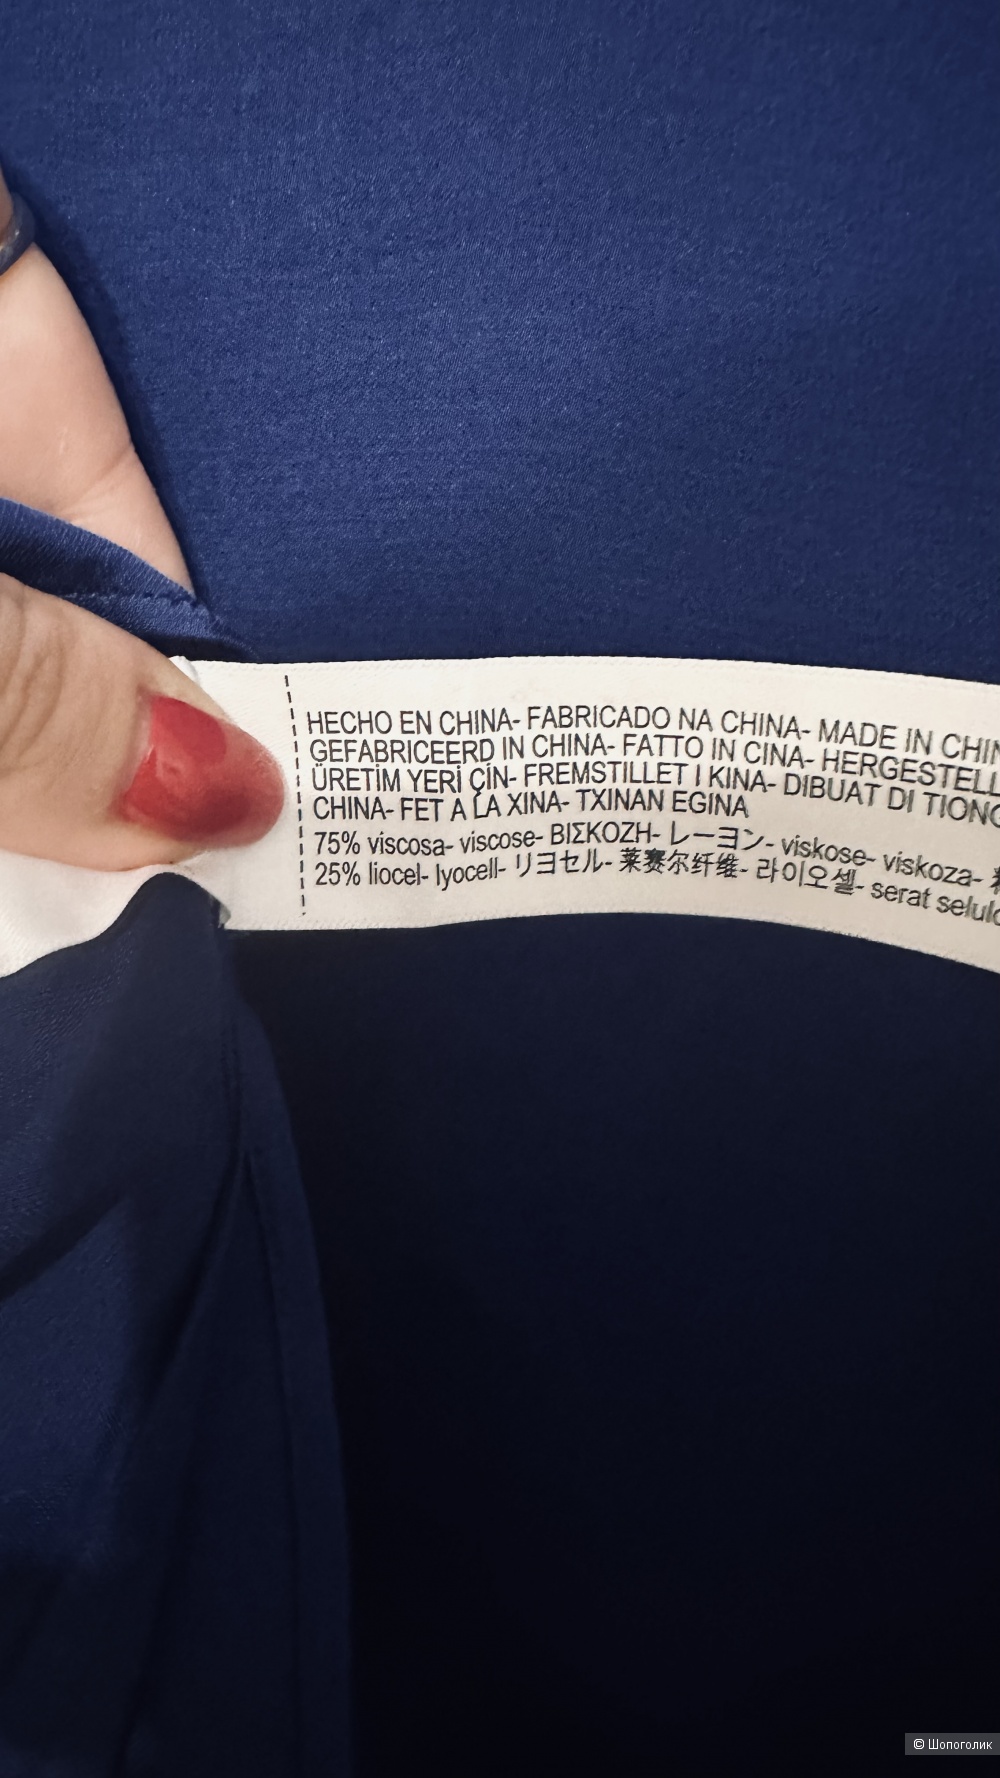 HECHO EN CHINA- FABRICADO NA CHINA- MADE IN CHIN
GEFABRICEERD IN CHINA- FATTO IN CINA- HERGESTELL
ÜRETİM YERİ ÇİN- FREMSTILLET I KINA- DIBUAT DI TIONG
CHINA- FET A LA XINA- TXINAN EGINA
75% viscosa- viscose- ΒΙΣΚΟΖΗ- レーヨン- viskose- viskoza-
25% liocel- lyocell- リヨセル- 莱赛尔纤维- 라이오셀- serat selulo
© Шопоголик